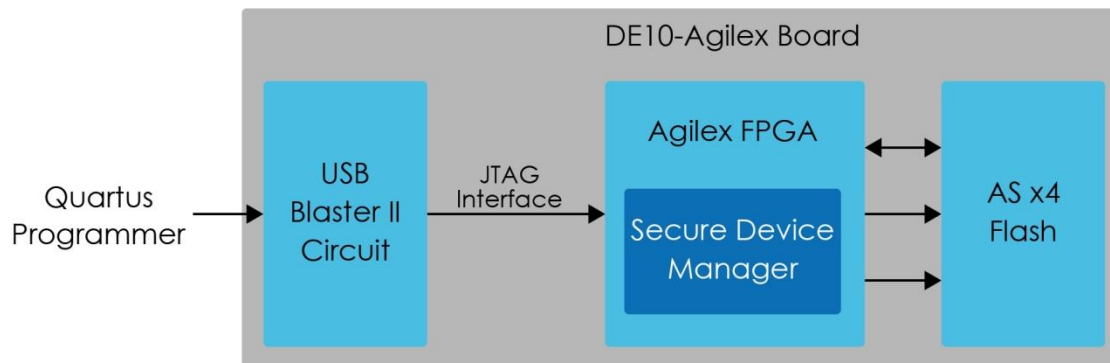 DE10-Agilex Board
Quartus
Programmer
USB
Blaster II
Circuit
JTAG
Interface
Agilex FPGA
Secure Device
Manager
AS x4
Flash